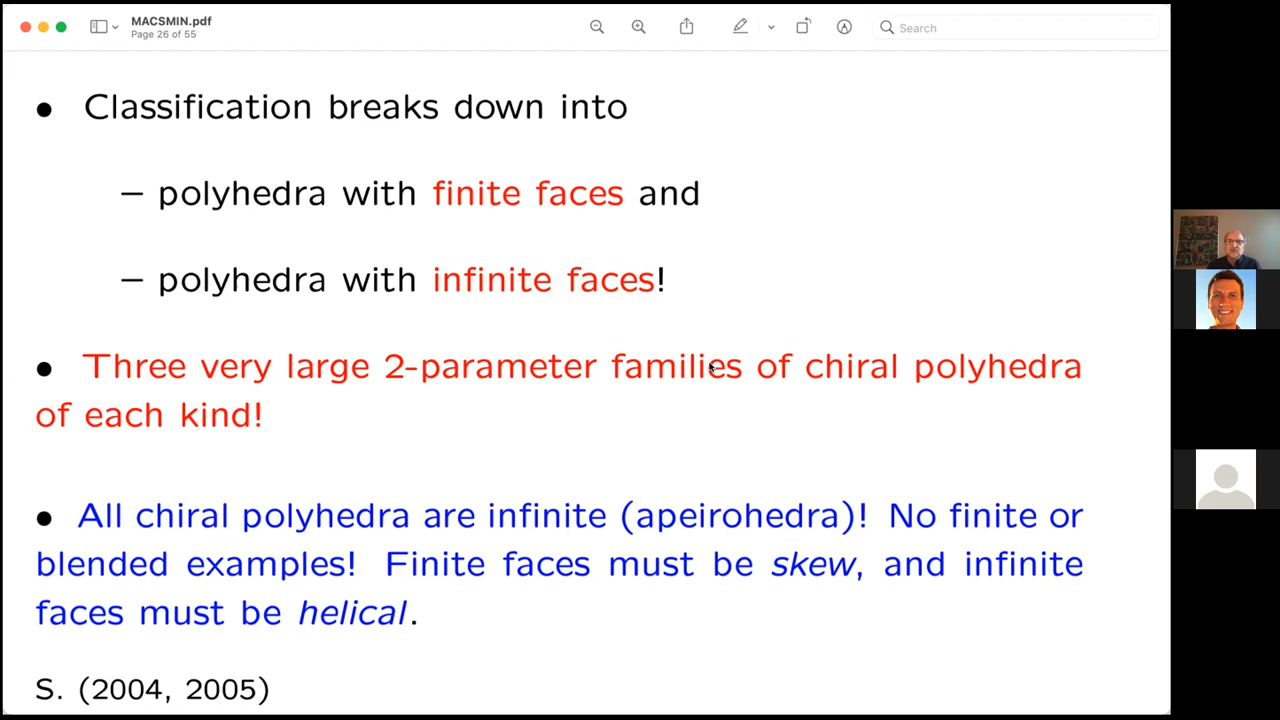 MACSMIN.pdf
Page 26 of 55
Search
● Classification breaks down into
– polyhedra with finite faces and
– polyhedra with infinite faces!
● Three very large 2-parameter families of chiral polyhedra
of each kind!
● All chiral polyhedra are infinite (apeirohedra)! No finite or
blended examples! Finite faces must be skew, and infinite
faces must be helical.
S. (2004, 2005)